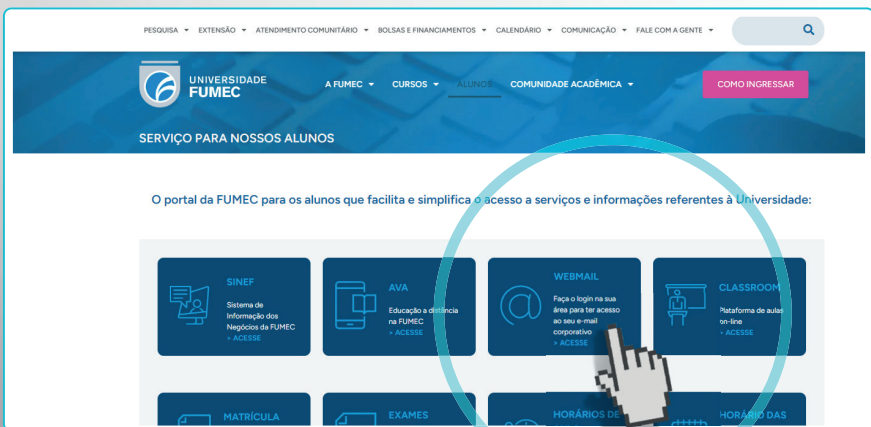 PESQUISA EXTENSÃO ATENDIMENTO COMUNITÁRIO BOLSAS E FINANCIAMENTOS CALENDÁRIO COMUNICAÇÃO FALE COM A GENTE
UNIVERSIDADE
FUMEC
A FUMEC CURSOS ALUNOS COMUNIDADE ACADÊMICA COMO INGRESSAR
SERVIÇO PARA NOSSOS ALUNOS
O portal da FUMEC para os alunos que facilita e simplifica o acesso a serviços e informações referentes à Universidade:
SINEF
Sistema de
Informação dos
Negócios da FUMEC
> ACESSE
AVA
Educação a distância
na FUMEC
> ACESSE
WEBMAIL
Faça o login na sua
área para ter acesso
ao seu e-mail
corporativo
> ACESSE
CLASSROOM
Plataforma de aulas
on-line
> ACESSE
MATRÍCULA
EXAMES
HORÁRIOS DE
HORÁRIO DAS